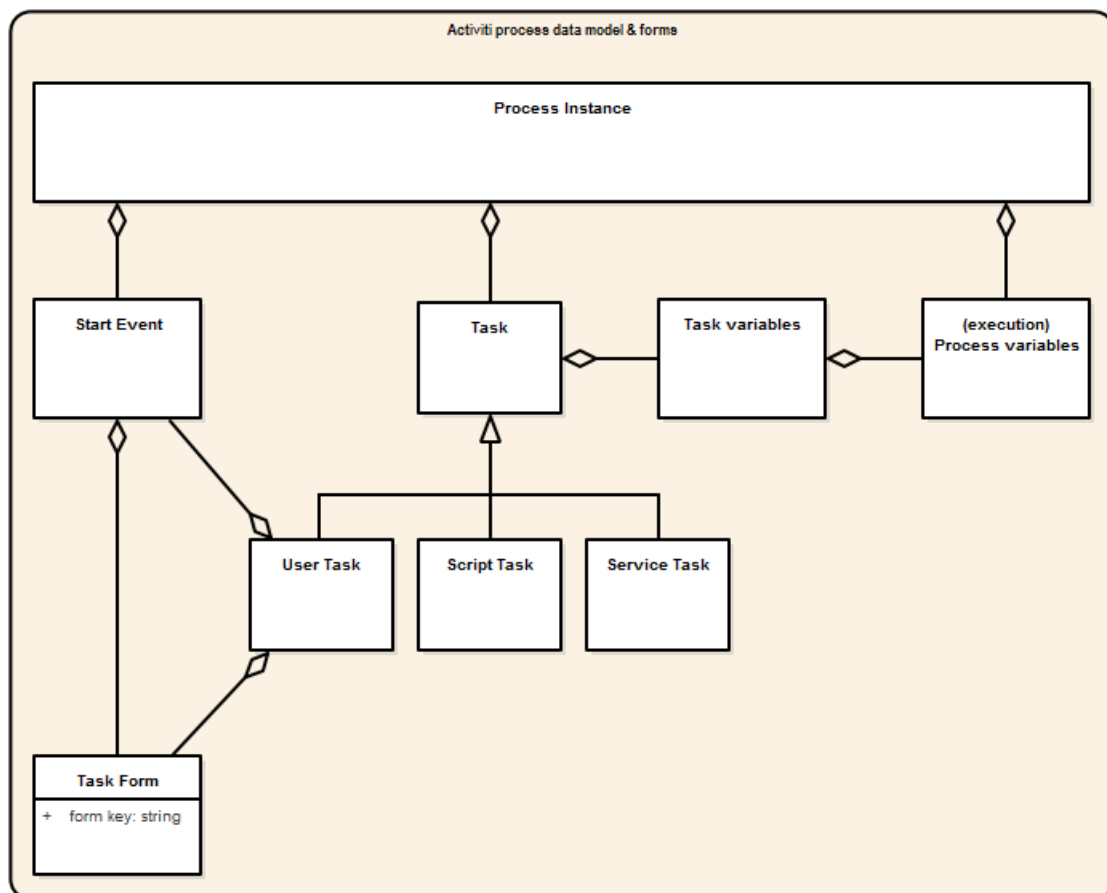 Activiti process data model & forms
Process Instance
Start Event
Task
Task variables
(execution)
Process variables
User Task
Script Task
Service Task
Task Form
+ form key: string